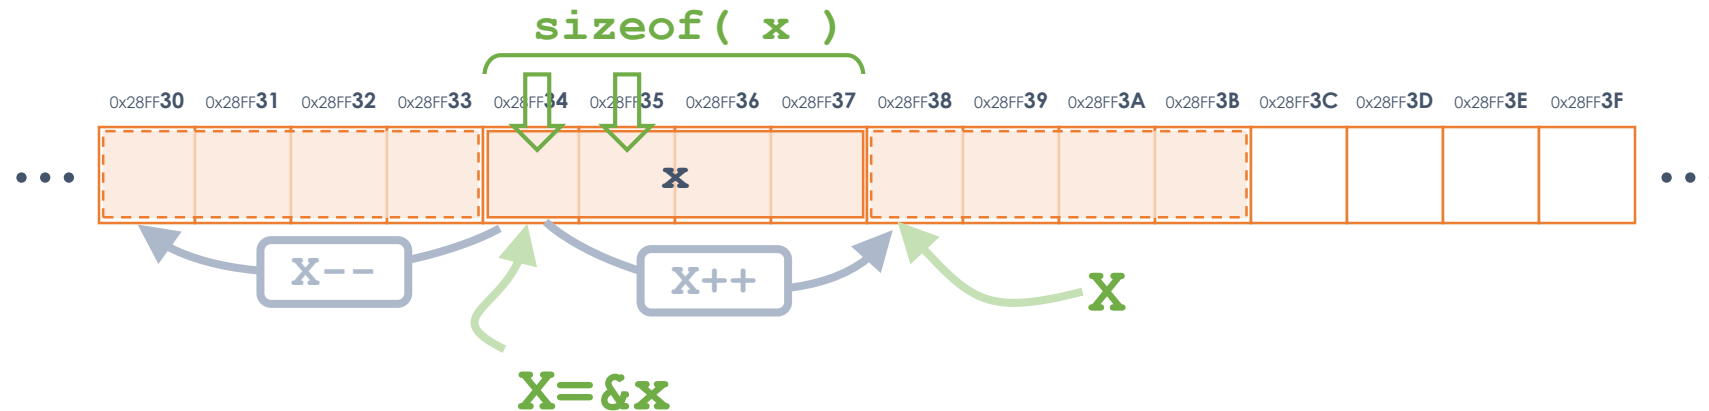 sizeof( x )
0x28FF30 0x28FF31 0x28FF32 0x28FF33 0x28FF34 0x28FF35 0x28FF36 0x28FF37 0x28FF38 0x28FF39 0x28FF3A 0x28FF3B 0x28FF3C 0x28FF3D 0x28FF3E 0x28FF3F
... x ..
X-- X++ X
X=&x